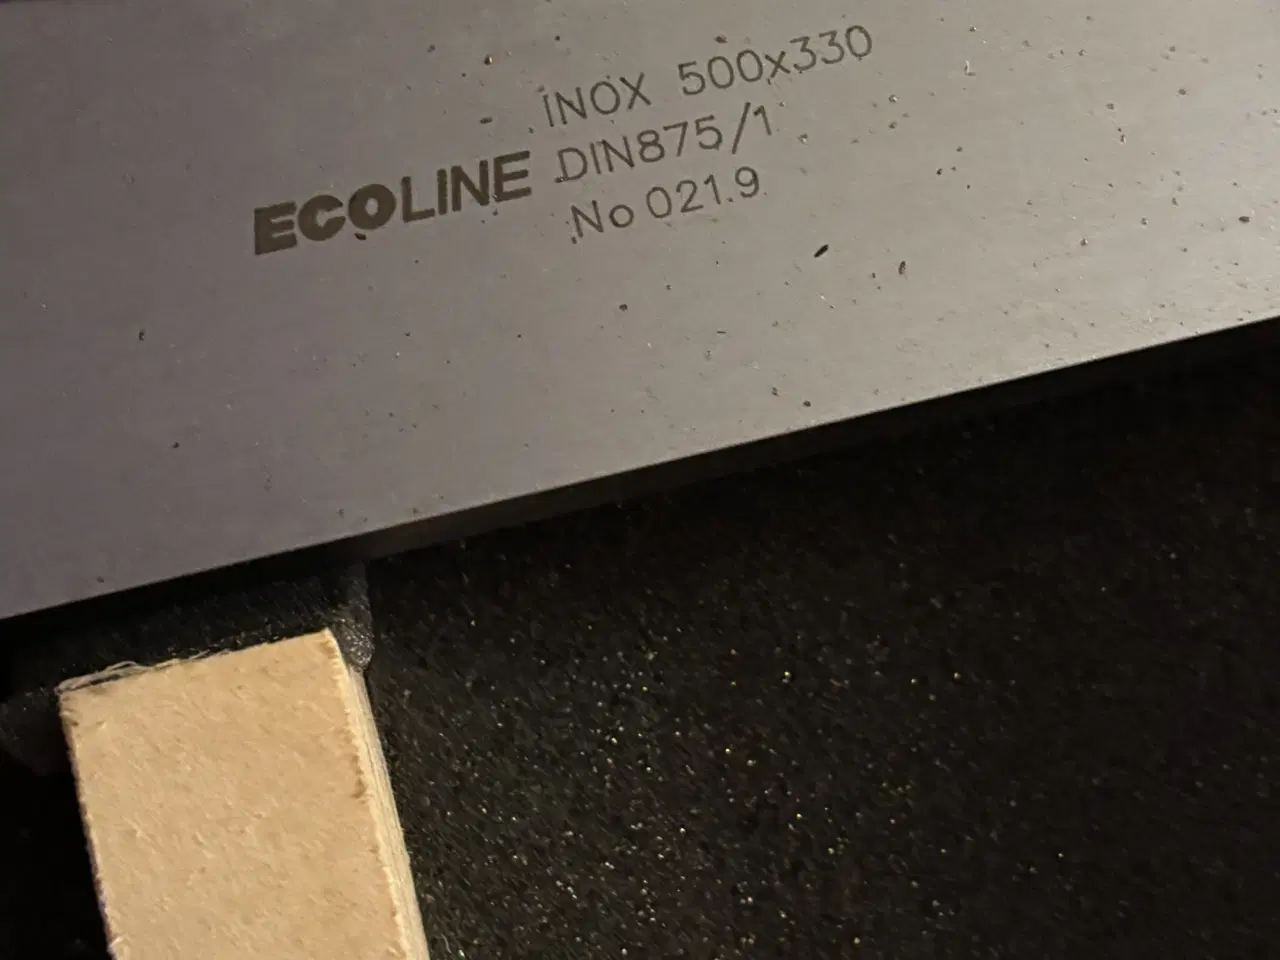 INOX 500x330
ECOLINE DIN875/1
No 021.9